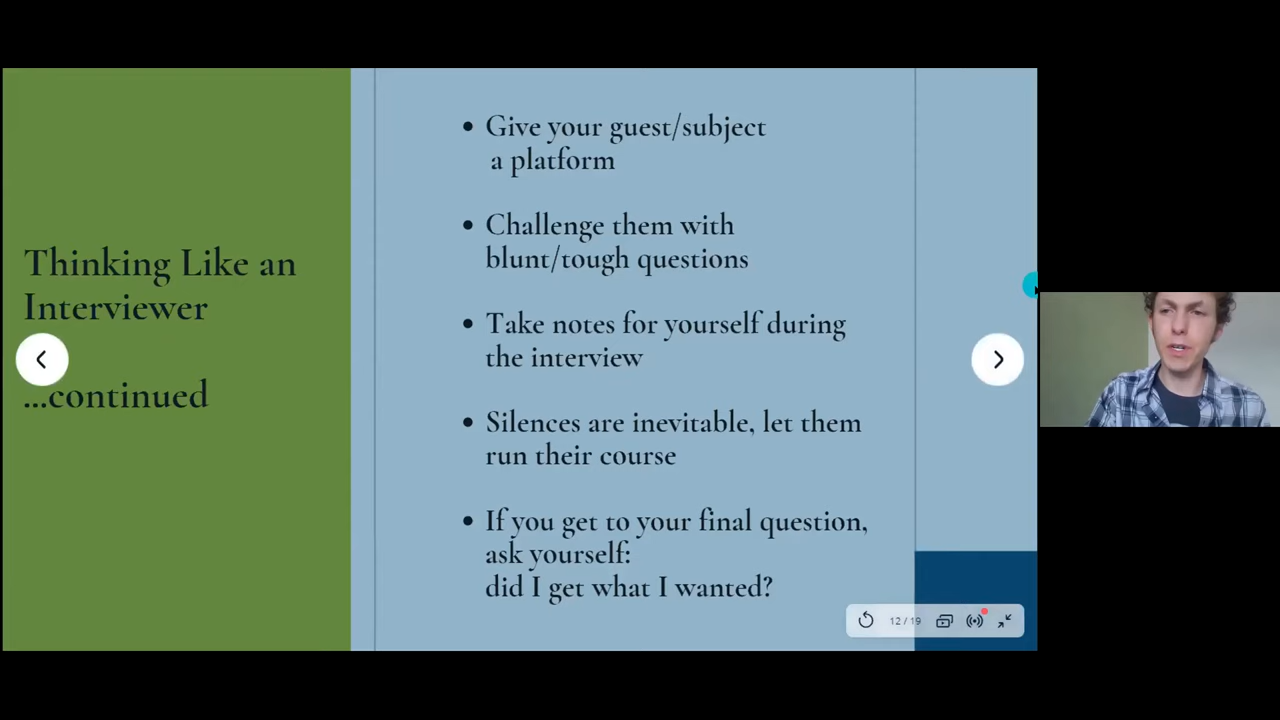 Thinking Like an
Interviewer
...continued
• Give your guest/subject
a platform
• Challenge them with
blunt/tough questions
• Take notes for yourself during
the interview
• Silences are inevitable, let them
run their course
• If you get to your final question,
ask yourself:
did I get what I wanted?
12 / 19